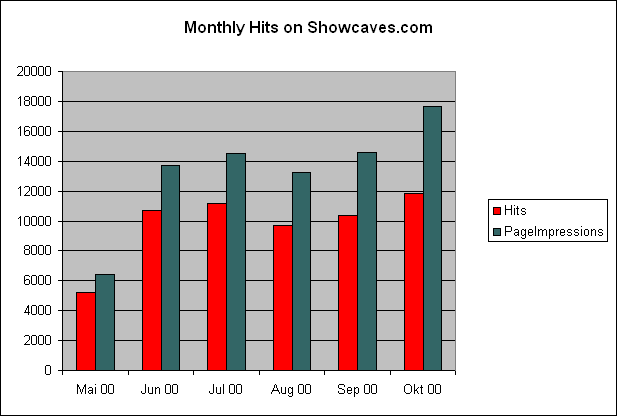 Monthly Hits on Showcaves.com
20000
18000
16000
14000
12000
10000
8000
6000
4000
2000
0
Mai 00 Jun 00 Jul 00 Aug 00 Sep 00 Okt 00
Hits
PageImpressions